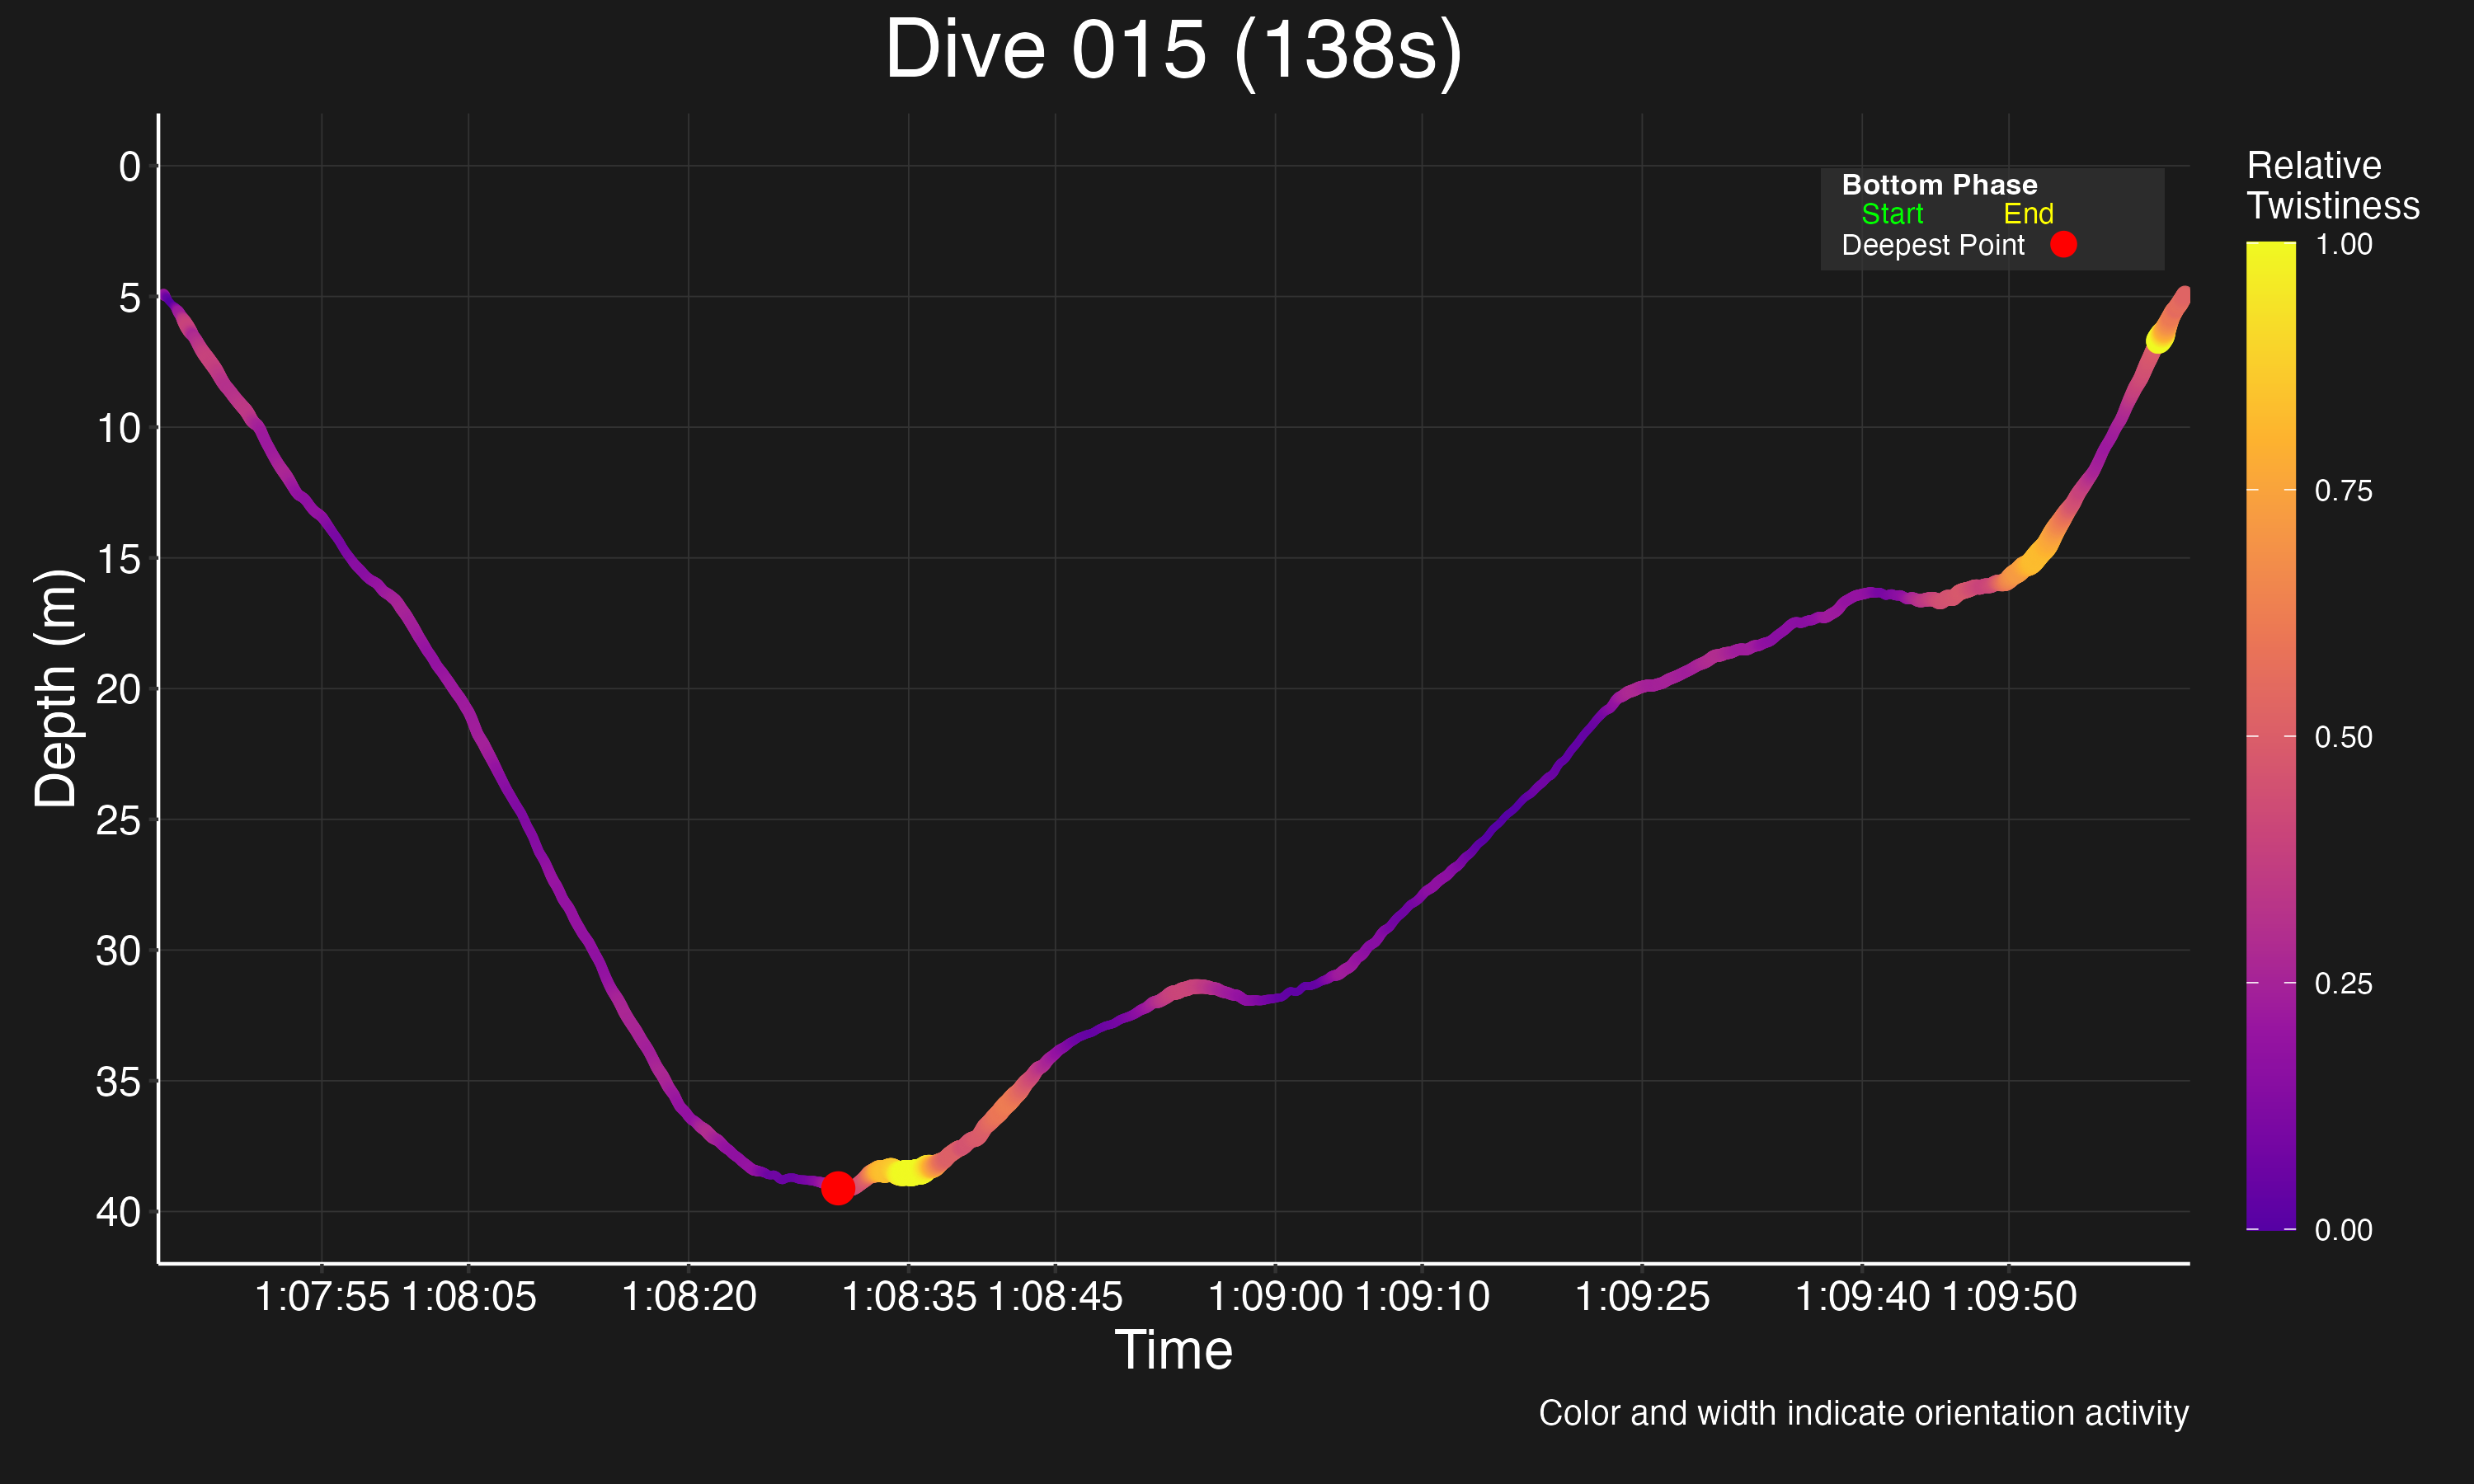 Dive 015 (138s)
Relative
Twistiness
1.00
0.75
0.50
0.25
0.00
Bottom Phase
Start End
Deepest Point
Depth (m)
0
5
10
15
20
25
30
35
40
1:07:55 1:08:05 1:08:20 1:08:35 1:08:45 1:09:00 1:09:10 1:09:25 1:09:40 1:09:50
Time
Color and width indicate orientation activity